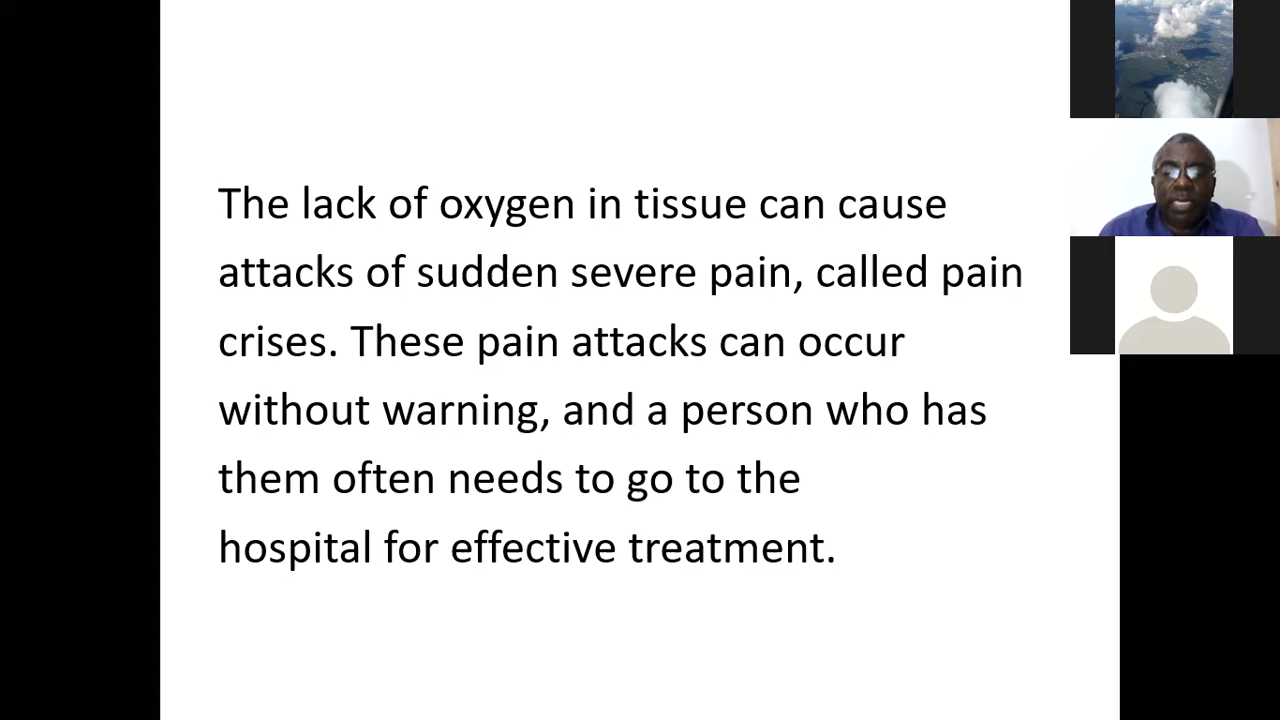 The lack of oxygen in tissue can cause
attacks of sudden severe pain, called pain
crises. These pain attacks can occur
without warning, and a person who has
them often needs to go to the
hospital for effective treatment.